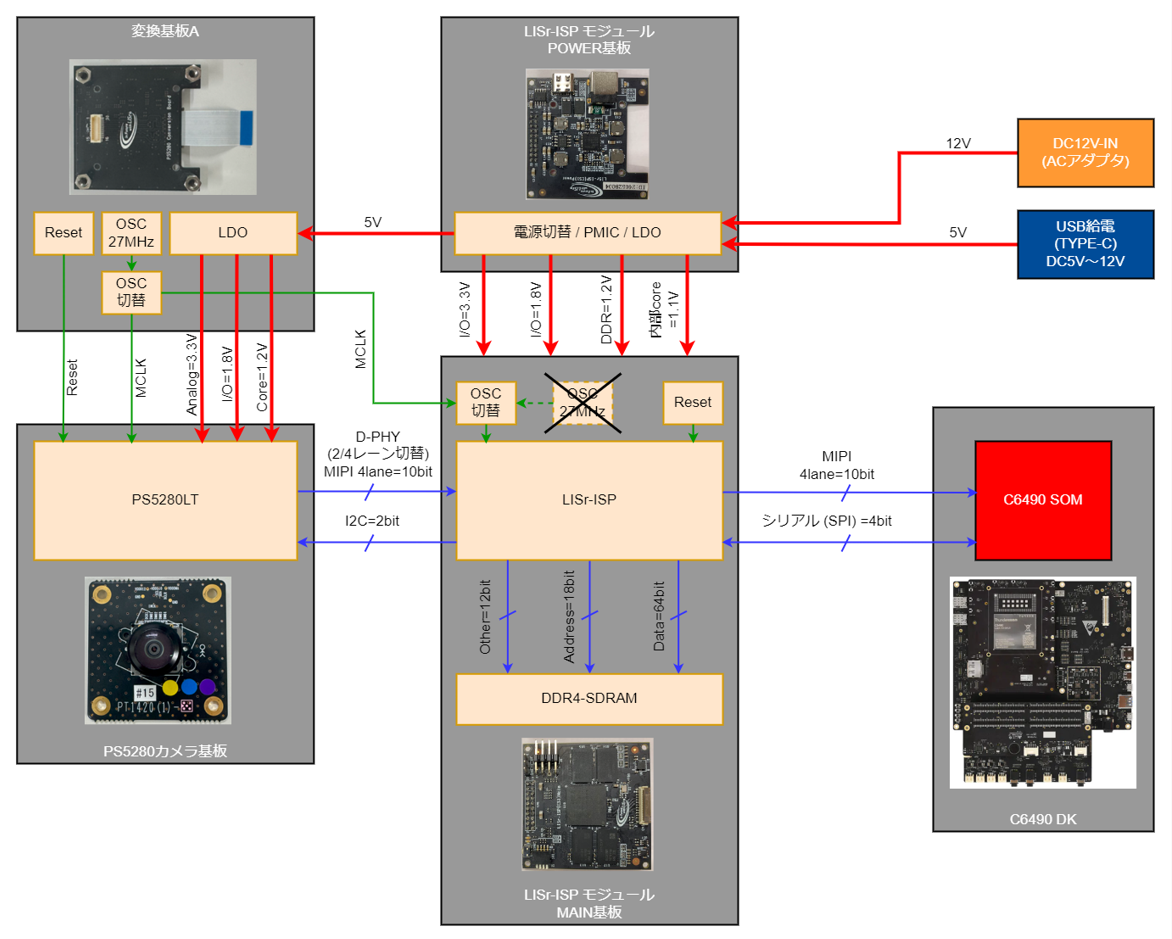 変換基板A
PS5280 Conversion Board
Reset
OSC
27MHz
LDO
OSC
切替
LISr-ISP モジュール
POWER基板
電源切替 / PMIC / LDO
5V
12V
5V
DC12V-IN
(ACアダプタ)
USB給電
(TYPE-C)
DC5V～12V
Reset
MCLK
Analog=3.3V
I/O=1.8V
Core=1.2V
MCLK
I/O=3.3V
I/O=1.8V
DDR=1.2V
内部core
=1.1V
OSC
切替
OSC
27MHz
Reset
PS5280LT
D-PHY
(2/4レーン切替)
MIPI 4lane=10bit
I2C=2bit
LISr-ISP
MIPI
4lane=10bit
シリアル (SPI) =4bit
C6490 SOM
Other=12bit
Address=18bit
Data=64bit
DDR4-SDRAM
#15
PT1420(1)
OK
PS5280カメラ基板
LISr-ISP モジュール
MAIN基板
C6490 DK